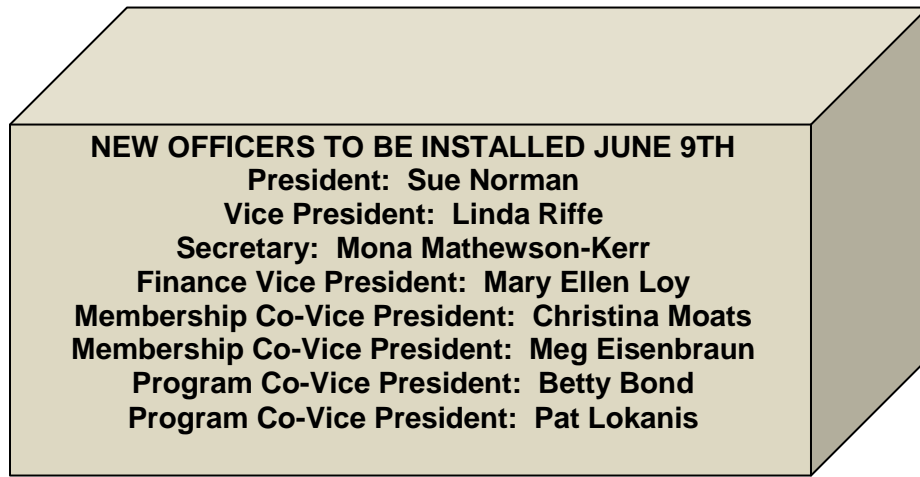 NEW OFFICERS TO BE INSTALLED JUNE 9TH
President:  Sue Norman
Vice President:  Linda Riffe
Secretary:  Mona Mathewson-Kerr
Finance Vice President:  Mary Ellen Loy
Membership Co-Vice President:  Christina Moats
Membership Co-Vice President:  Meg Eisenbraun
Program Co-Vice President:  Betty Bond
Program Co-Vice President:  Pat Lokanis